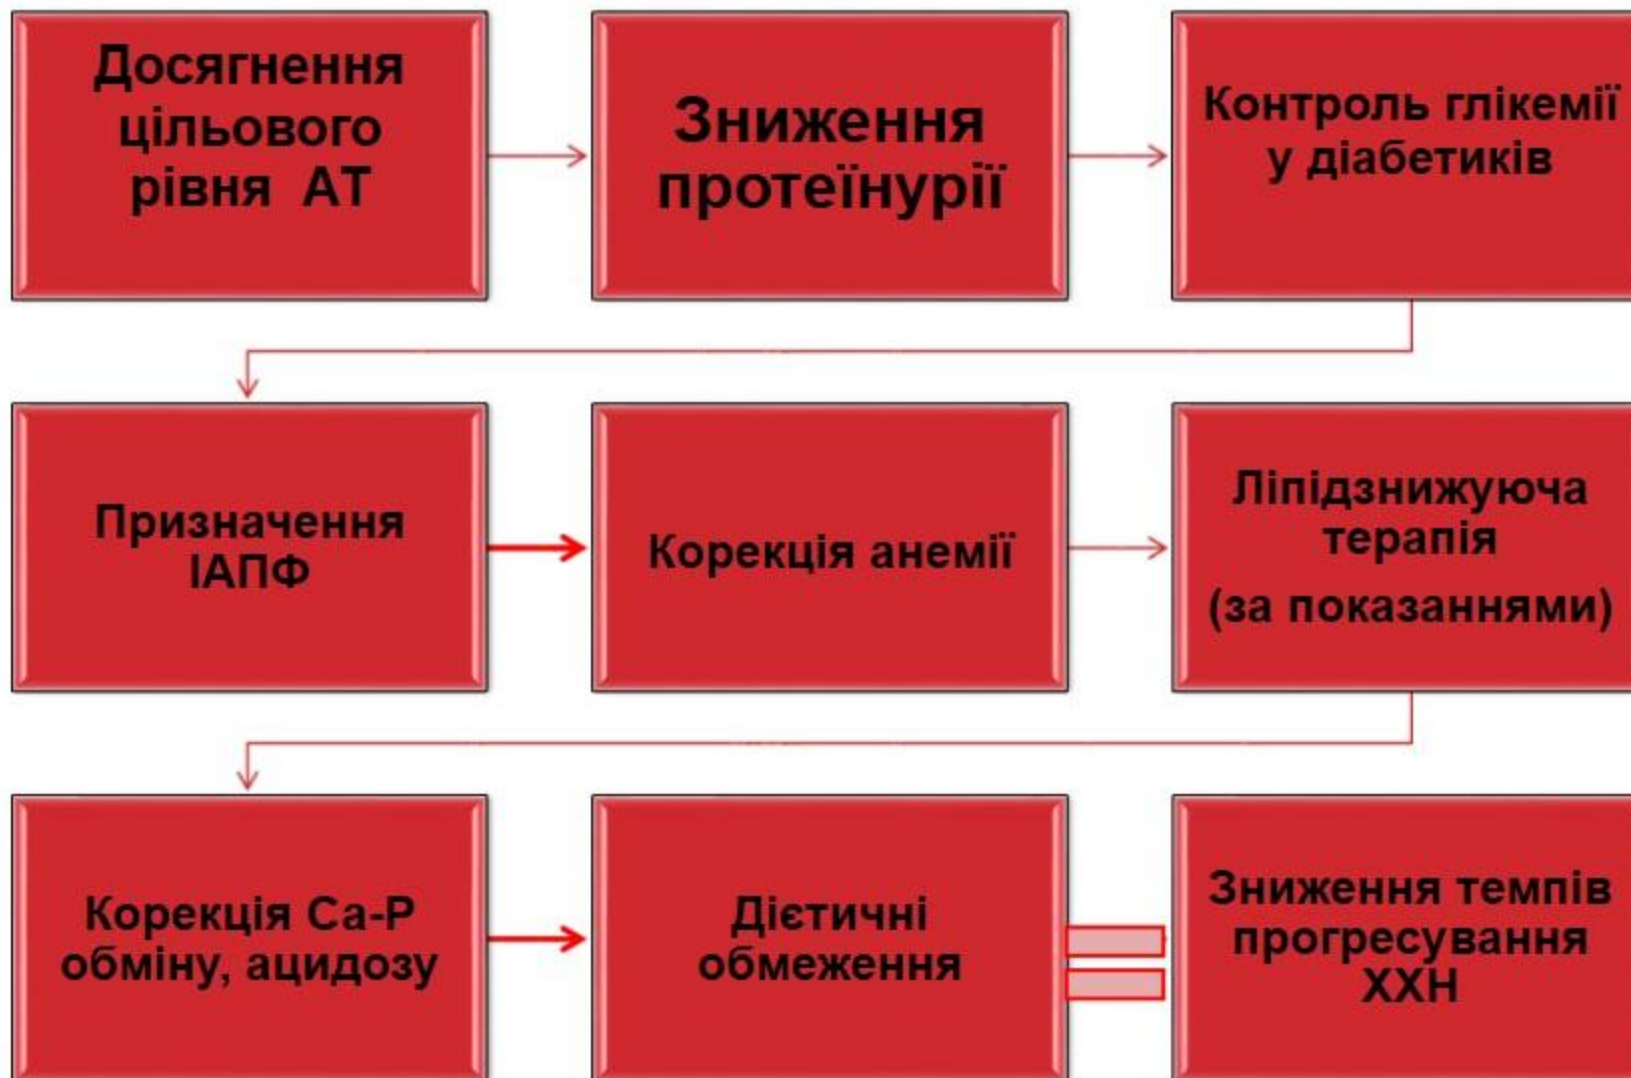 Досягнення
цільового
рівня АТ
Зниження
протеїнурії
Контроль глікемії
у діабетиків
Призначення
ІАПФ
Корекція анемії
Ліпідзнижуюча
терапія
(за показаннями)
Корекція Са-Р
обміну, ацидозу
Дієтичні
обмеження
Зниження темпів
прогресування
ХХН